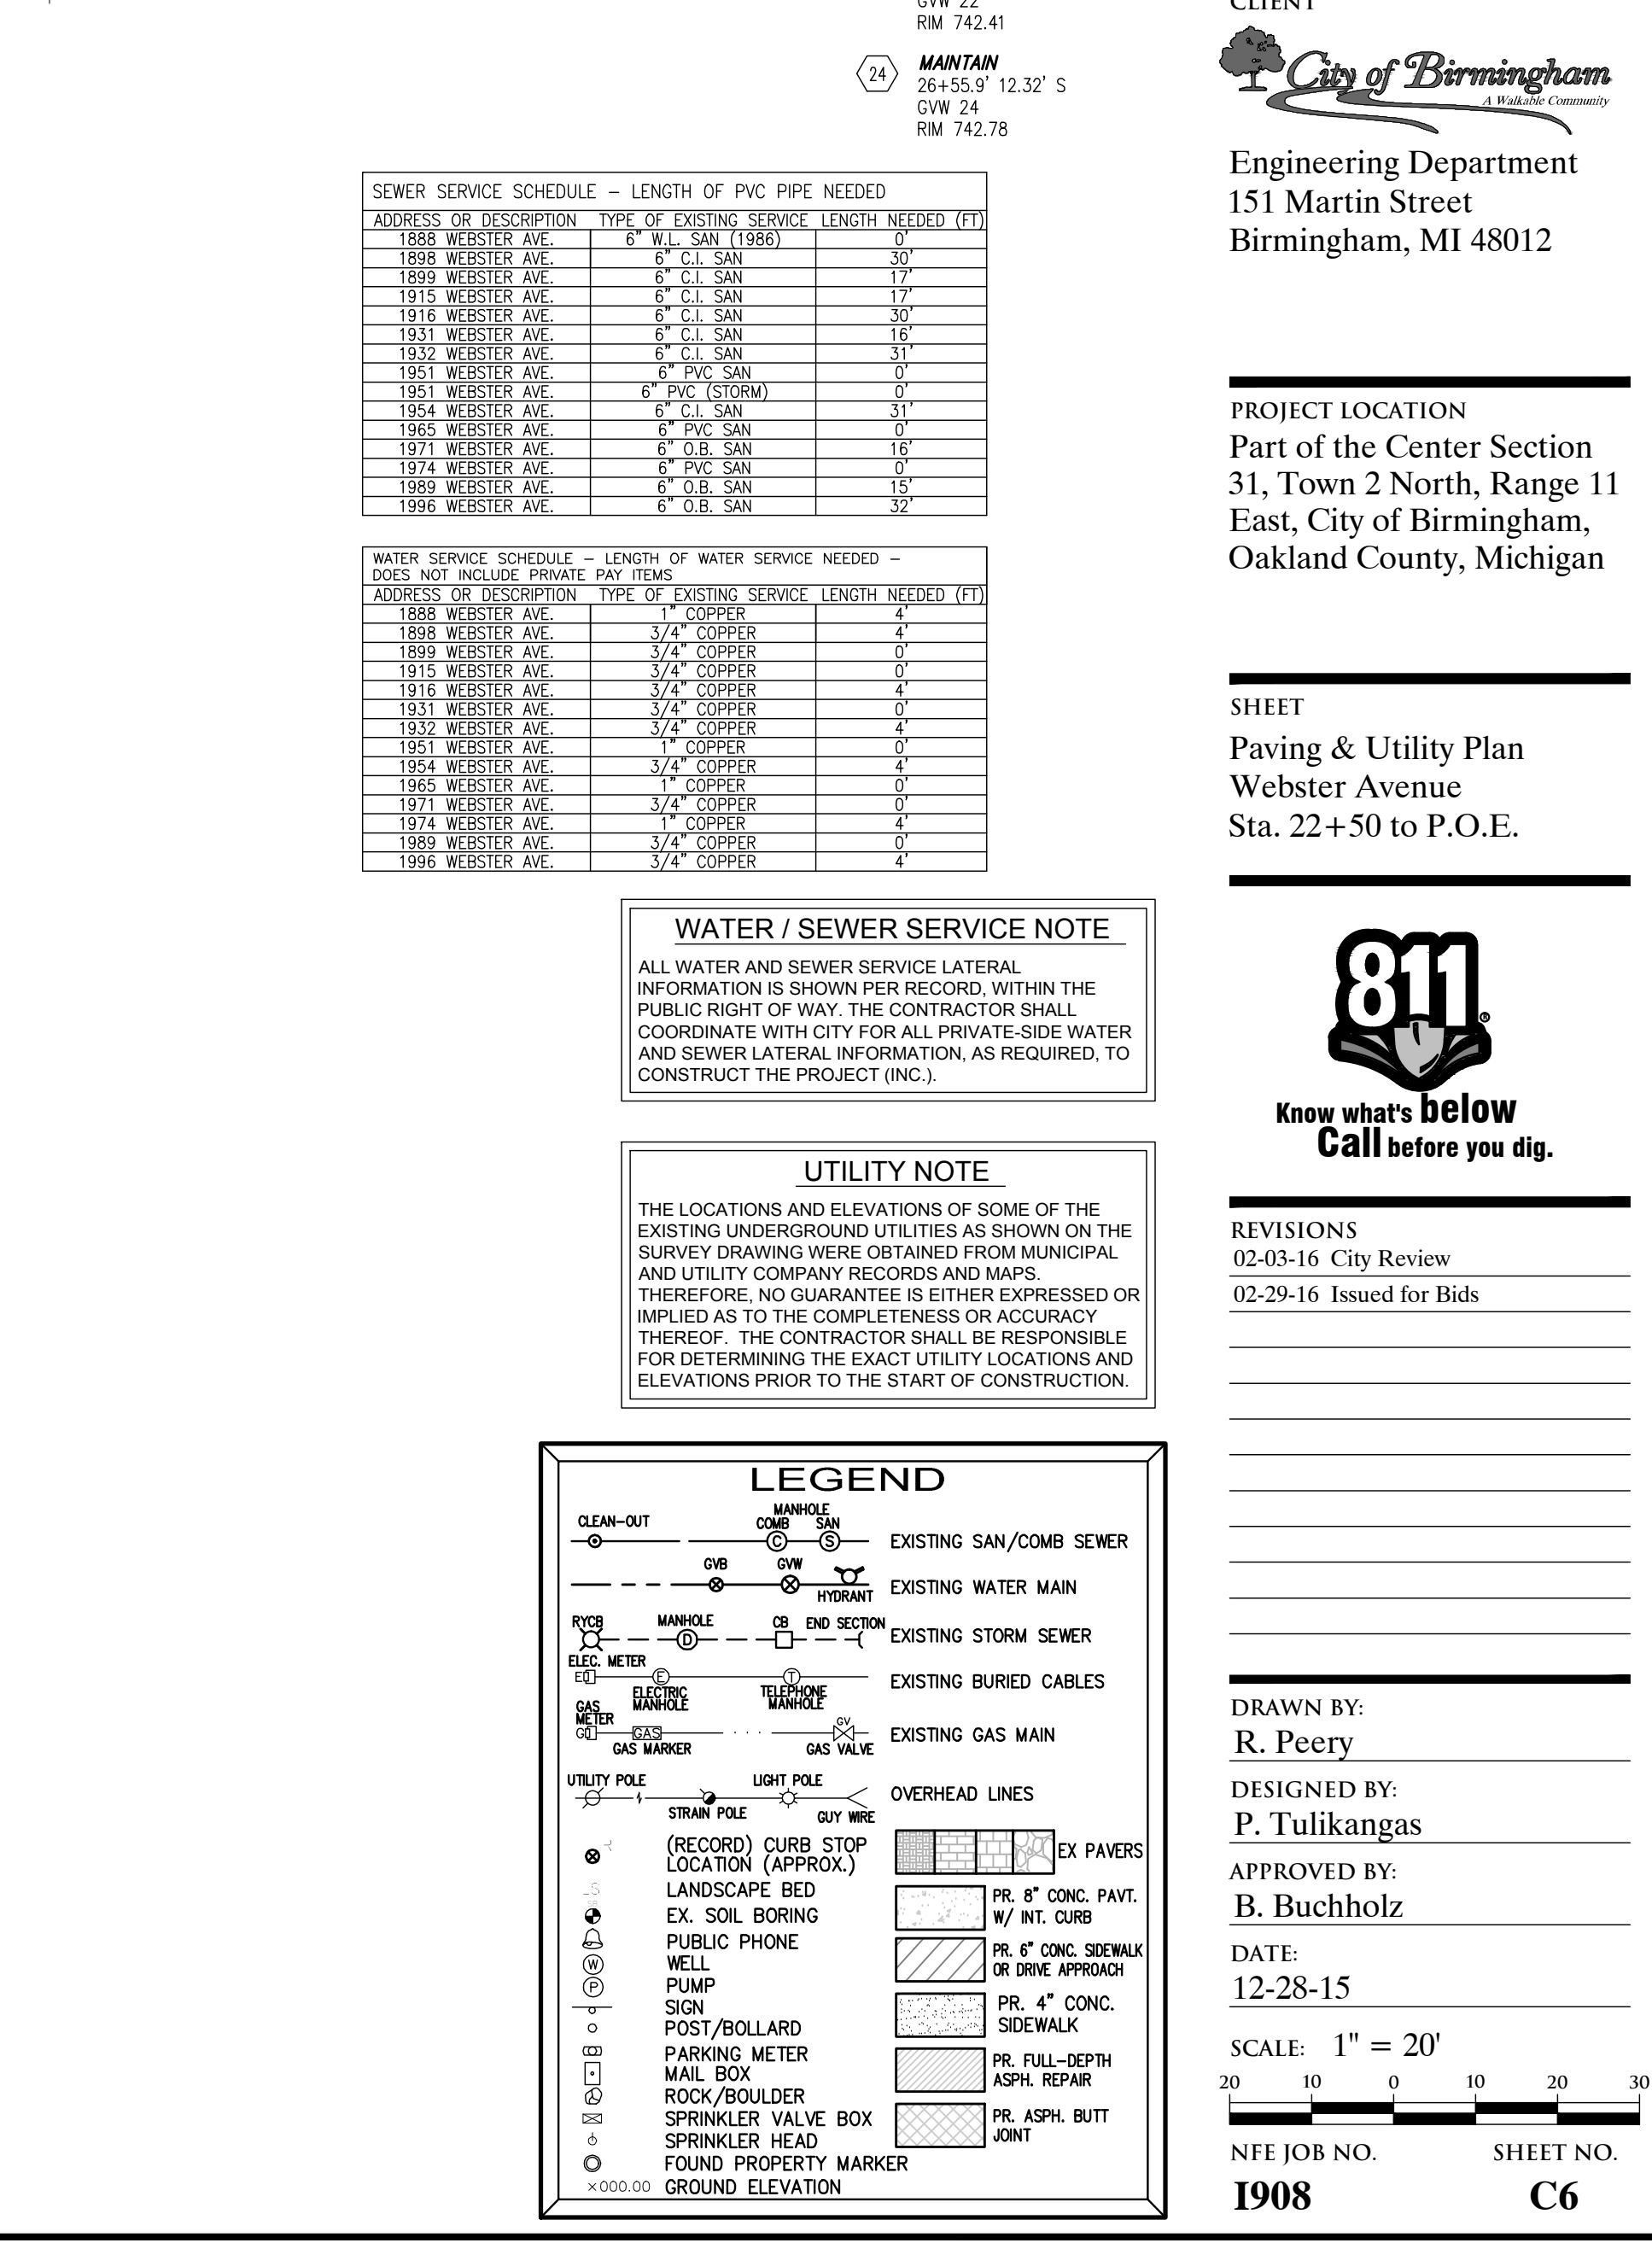 GVW 22
RIM 742.41
24
MAINTAIN
26+55.9' 12.32' S
GVW 24
RIM 742.78
SEWER SERVICE SCHEDULE – LENGTH OF PVC PIPE NEEDED
ADDRESS OR DESCRIPTION TYPE OF EXISTING SERVICE LENGTH NEEDED (FT)
1888 WEBSTER AVE. 6" W.L. SAN (1986) 0'
1898 WEBSTER AVE. 6" C.I. SAN 30'
1899 WEBSTER AVE. 6" C.I. SAN 17'
1915 WEBSTER AVE. 6" C.I. SAN 17'
1916 WEBSTER AVE. 6" C.I. SAN 30'
1931 WEBSTER AVE. 6" C.I. SAN 16'
1932 WEBSTER AVE. 6" C.I. SAN 31'
1951 WEBSTER AVE. 6" PVC SAN 0'
1951 WEBSTER AVE. 6" PVC (STORM) 0'
1954 WEBSTER AVE. 6" C.I. SAN 31'
1965 WEBSTER AVE. 6" PVC SAN 0'
1971 WEBSTER AVE. 6" O.B. SAN 16'
1974 WEBSTER AVE. 6" PVC SAN 0'
1989 WEBSTER AVE. 6" O.B. SAN 15'
1996 WEBSTER AVE. 6" O.B. SAN 32'
WATER SERVICE SCHEDULE – LENGTH OF WATER SERVICE NEEDED –
DOES NOT INCLUDE PRIVATE PAY ITEMS
ADDRESS OR DESCRIPTION TYPE OF EXISTING SERVICE LENGTH NEEDED (FT)
1888 WEBSTER AVE. 1" COPPER 4'
1898 WEBSTER AVE. 3/4" COPPER 4'
1899 WEBSTER AVE. 3/4" COPPER 0'
1915 WEBSTER AVE. 3/4" COPPER 0'
1916 WEBSTER AVE. 3/4" COPPER 4'
1931 WEBSTER AVE. 3/4" COPPER 0'
1932 WEBSTER AVE. 3/4" COPPER 4'
1951 WEBSTER AVE. 1" COPPER 0'
1954 WEBSTER AVE. 3/4" COPPER 4'
1965 WEBSTER AVE. 1" COPPER 0'
1971 WEBSTER AVE. 3/4" COPPER 0'
1974 WEBSTER AVE. 1" COPPER 4'
1989 WEBSTER AVE. 3/4" COPPER 0'
1996 WEBSTER AVE. 3/4" COPPER 4'
WATER / SEWER SERVICE NOTE
ALL WATER AND SEWER SERVICE LATERAL
INFORMATION IS SHOWN PER RECORD, WITHIN THE
PUBLIC RIGHT OF WAY. THE CONTRACTOR SHALL
COORDINATE WITH CITY FOR ALL PRIVATE-SIDE WATER
AND SEWER LATERAL INFORMATION, AS REQUIRED, TO
CONSTRUCT THE PROJECT (INC.).
UTILITY NOTE
THE LOCATIONS AND ELEVATIONS OF SOME OF THE
EXISTING UNDERGROUND UTILITIES AS SHOWN ON THE
SURVEY DRAWING WERE OBTAINED FROM MUNICIPAL
AND UTILITY COMPANY RECORDS AND MAPS.
THEREFORE, NO GUARANTEE IS EITHER EXPRESSED OR
IMPLIED AS TO THE COMPLETENESS OR ACCURACY
THEREOF. THE CONTRACTOR SHALL BE RESPONSIBLE
FOR DETERMINING THE EXACT UTILITY LOCATIONS AND
ELEVATIONS PRIOR TO THE START OF CONSTRUCTION.
LEGEND
MANHOLE
CLEAN–OUT COMB SAN
C S EXISTING SAN/COMB SEWER
GVB GVW
HYDRANT EXISTING WATER MAIN
RYCB MANHOLE CB END SECTION
D EXISTING STORM SEWER
ELEC. METER
E E T EXISTING BURIED CABLES
ELECTRIC MANHOLE TELEPHONE MANHOLE
GAS METER
G GAS GV EXISTING GAS MAIN
GAS MARKER GAS VALVE
UTILITY POLE LIGHT POLE
OVERHEAD LINES
STRAIN POLE GUY WIRE
(RECORD) CURB STOP
LOCATION (APPROX.)
LS LANDSCAPE BED
SB
EX. SOIL BORING
PUBLIC PHONE
W WELL
P PUMP
SIGN
POST/BOLLARD
PARKING METER
MAIL BOX
ROCK/BOULDER
SPRINKLER VALVE BOX
SPRINKLER HEAD
FOUND PROPERTY MARKER
×000.00 GROUND ELEVATION
EX PAVERS
PR. 8" CONC. PAVT.
W/ INT. CURB
PR. 6" CONC. SIDEWALK
OR DRIVE APPROACH
PR. 4" CONC.
SIDEWALK
PR. FULL–DEPTH
ASPH. REPAIR
PR. ASPH. BUTT
JOINT
CLIENT
City of Birmingham
A Walkable Community
Engineering Department
151 Martin Street
Birmingham, MI 48012
PROJECT LOCATION
Part of the Center Section
31, Town 2 North, Range 11
East, City of Birmingham,
Oakland County, Michigan
SHEET
Paving & Utility Plan
Webster Avenue
Sta. 22+50 to P.O.E.
811®
Know what's below
Call before you dig.
REVISIONS
02-03-16 City Review
02-29-16 Issued for Bids
DRAWN BY:
R. Peery
DESIGNED BY:
P. Tulikangas
APPROVED BY:
B. Buchholz
DATE:
12-28-15
SCALE: 1" = 20'
20 10 0 10 20 30
NFE JOB NO. SHEET NO.
I908 C6